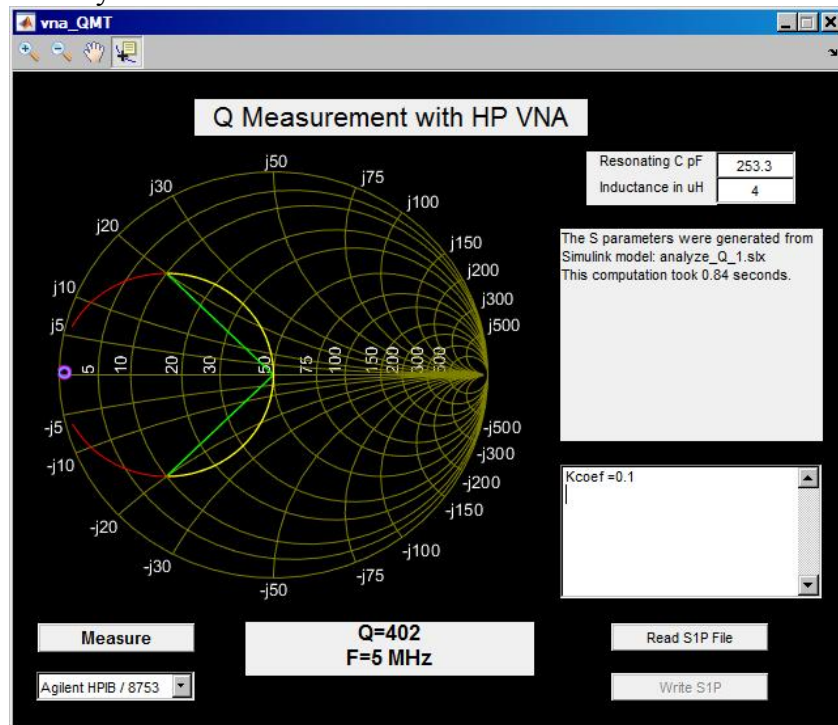 vna_QMT
Q Measurement with HP VNA
Resonating C pF 253.3
Inductance in uH 4
The S parameters were generated from
Simulink model: analyze_Q_1.slx
This computation took 0.84 seconds.
j50
j30
j75
j20
j100
j150
j10
j200
j300
j5
j500
5
10
20
30
50
75
100
150
200
300
500
-j5
-j500
-j10
-j300
-j200
-j20
-j150
-j30
-j100
-j50
-j75
Kcoef =0.1
Measure
Q=402
F=5 MHz
Read S1P File
Agilent HPIB / 8753
Write S1P